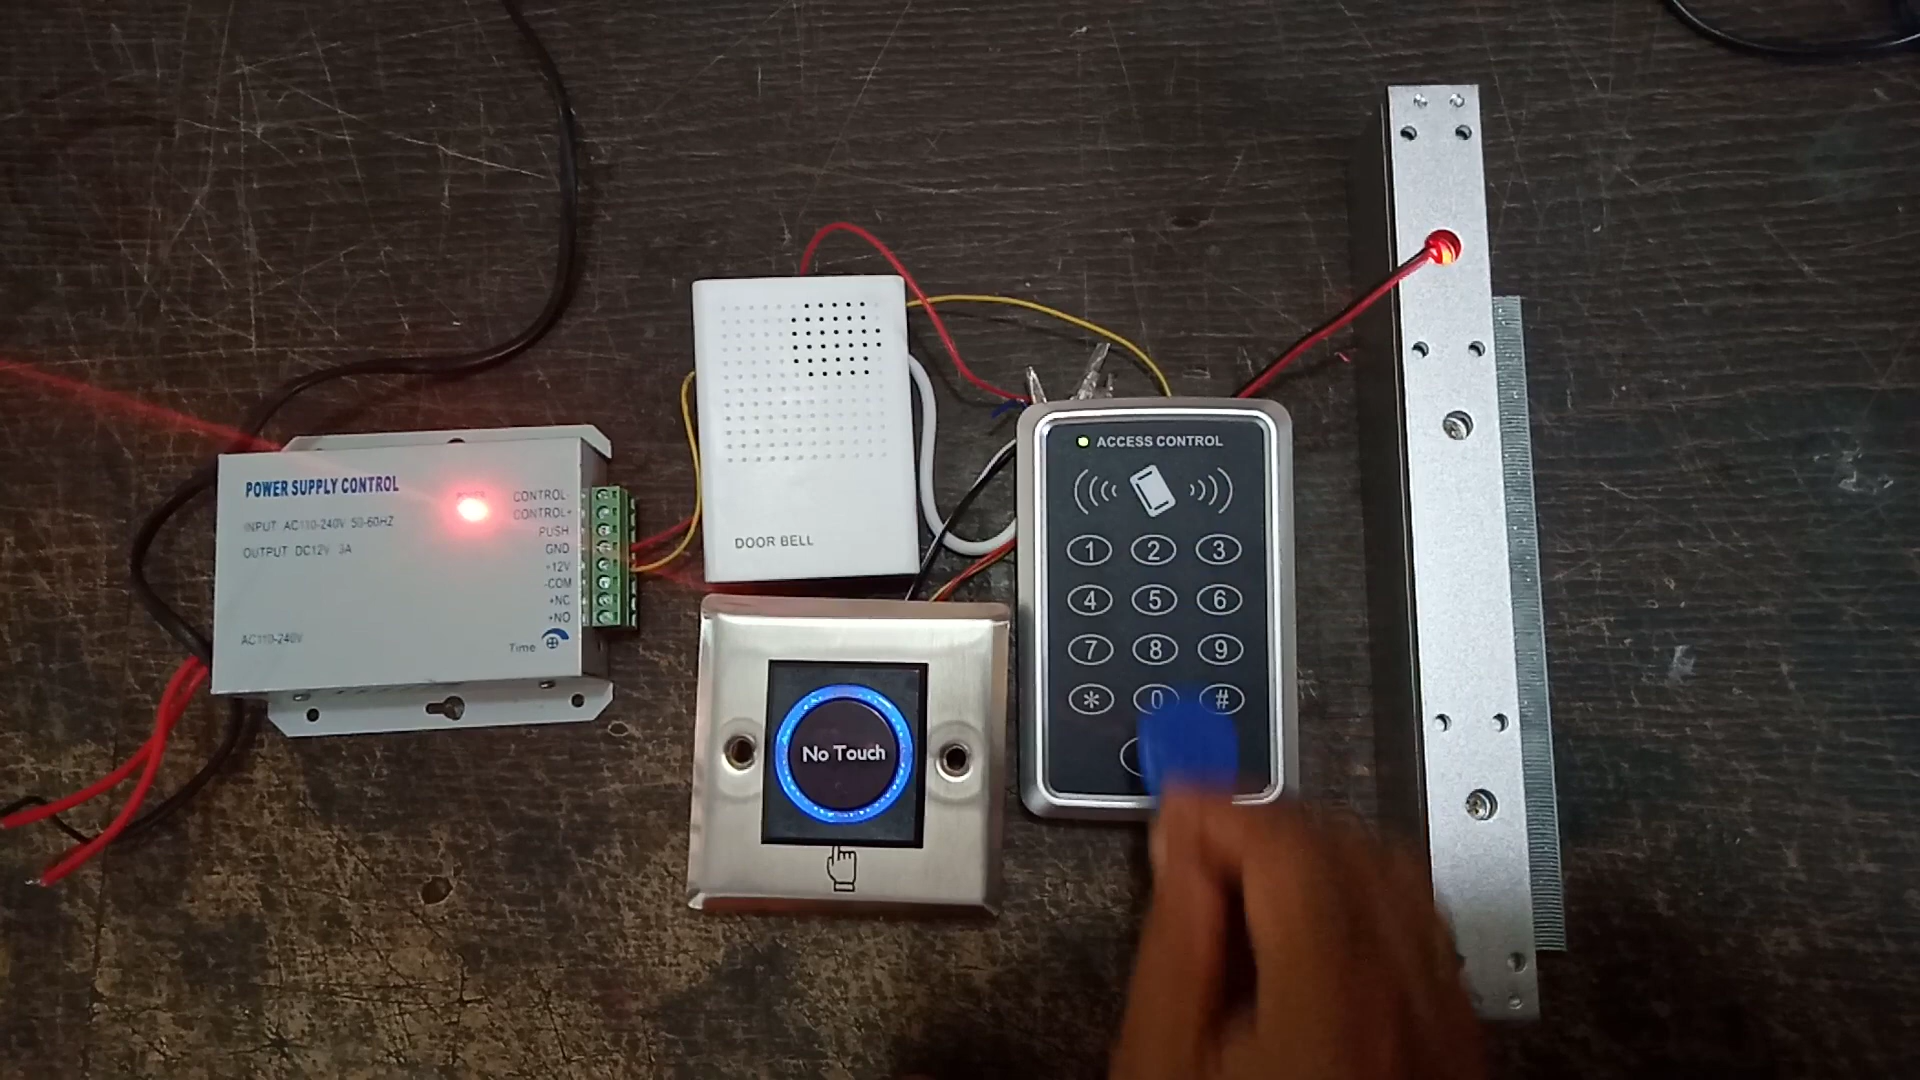 POWER SUPPLY CONTROL
INPUT AC110-240V 50-60HZ
OUTPUT DC12V 3A
AC110-240V
CONTROL-
CONTROL+
PUSH
GND
+12V
-COM
+NC
+NO
Time
DOOR BELL
No Touch
ACCESS CONTROL
1 2 3
4 5 6
7 8 9
* 0 #